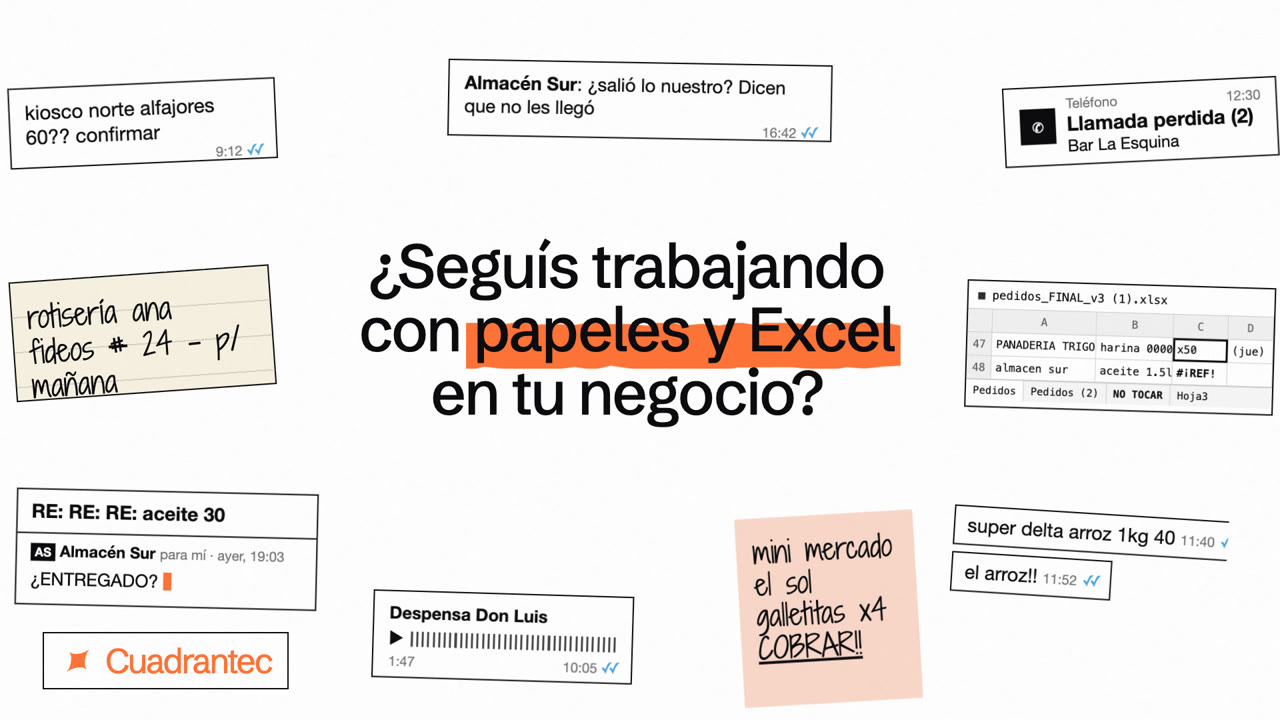 kiosco norte alfajores
60?? confirmar
9:12
Almacén Sur: ¿salió lo nuestro? Dicen
que no les llegó
16:42
Teléfono 12:30
Llamada perdida (2)
Bar La Esquina
¿Seguís trabajando
con papeles y Excel
en tu negocio?
rotisería ana
fideos # 24 - p/
mañana
pedidos_FINAL_v3 (1).xlsx
A B C D
47 PANADERIA TRIGO harina 0000 x50 (jue)
48 almacen sur aceite 1.5l #¡REF!
Pedidos Pedidos (2) NO TOCAR Hoja3
RE: RE: RE: aceite 30
AS Almacén Sur para mí · ayer, 19:03
¿ENTREGADO?
Cuadrantec
Despensa Don Luis
1:47 10:05
mini mercado
el sol
galletitas x4
COBRAR!!
super delta arroz 1kg 40 11:40
el arroz!! 11:52